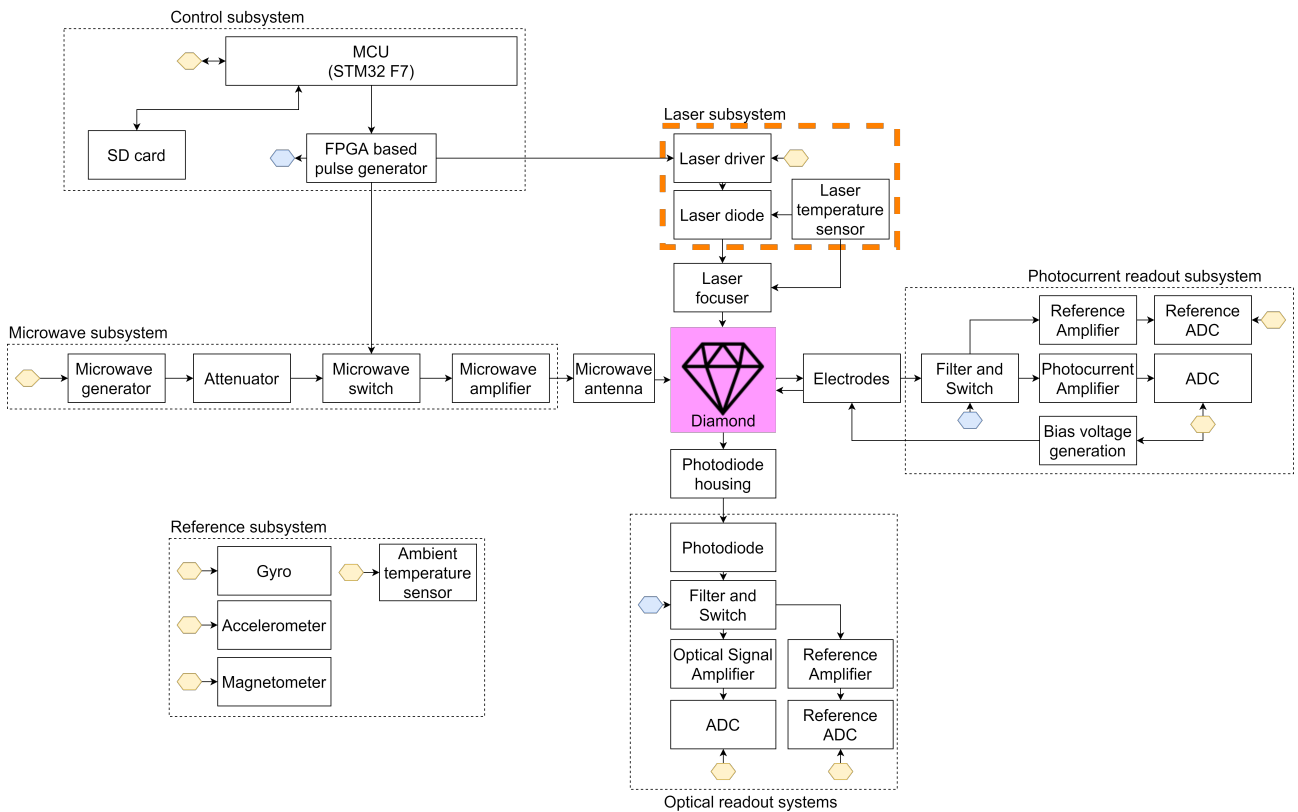 Control subsystem
MCU
(STM32 F7)
SD card
FPGA based
pulse generator
Laser subsystem
Laser driver
Laser diode
Laser
temperature
sensor
Laser
focuser
Photocurrent readout subsystem
Reference
Amplifier
Reference
ADC
Microwave subsystem
Microwave
generator
Attenuator
Microwave
switch
Microwave
amplifier
Microwave
antenna
Diamond
Electrodes
Filter and
Switch
Photocurrent
Amplifier
ADC
Bias voltage
generation
Photodiode
housing
Reference subsystem
Gyro
Ambient
temperature
sensor
Accelerometer
Magnetometer
Photodiode
Filter and
Switch
Optical Signal
Amplifier
Reference
Amplifier
ADC
Reference
ADC
Optical readout systems